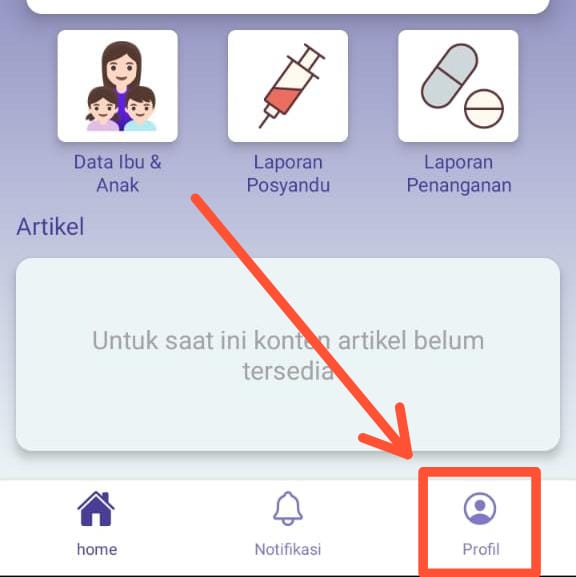 Data Ibu &
Anak
Laporan
Posyandu
Laporan
Penanganan
Artikel
Untuk saat ini konten artikel belum
tersedia
home
Notifikasi
Profil